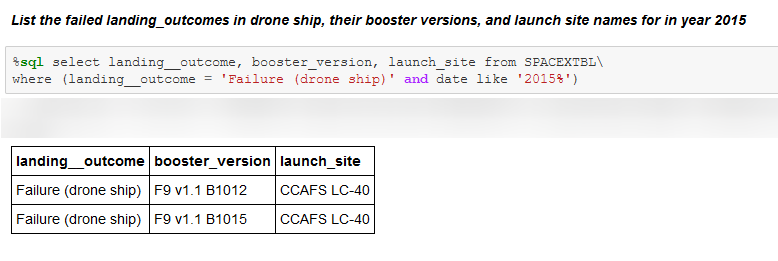 List the failed landing_outcomes in drone ship, their booster versions, and launch site names for in year 2015
%sql select landing__outcome, booster_version, launch_site from SPACEXTBL\
where (landing__outcome = 'Failure (drone ship)' and date like '2015%')
landing__outcome booster_version launch_site
Failure (drone ship) F9 v1.1 B1012 CCAFS LC-40
Failure (drone ship) F9 v1.1 B1015 CCAFS LC-40